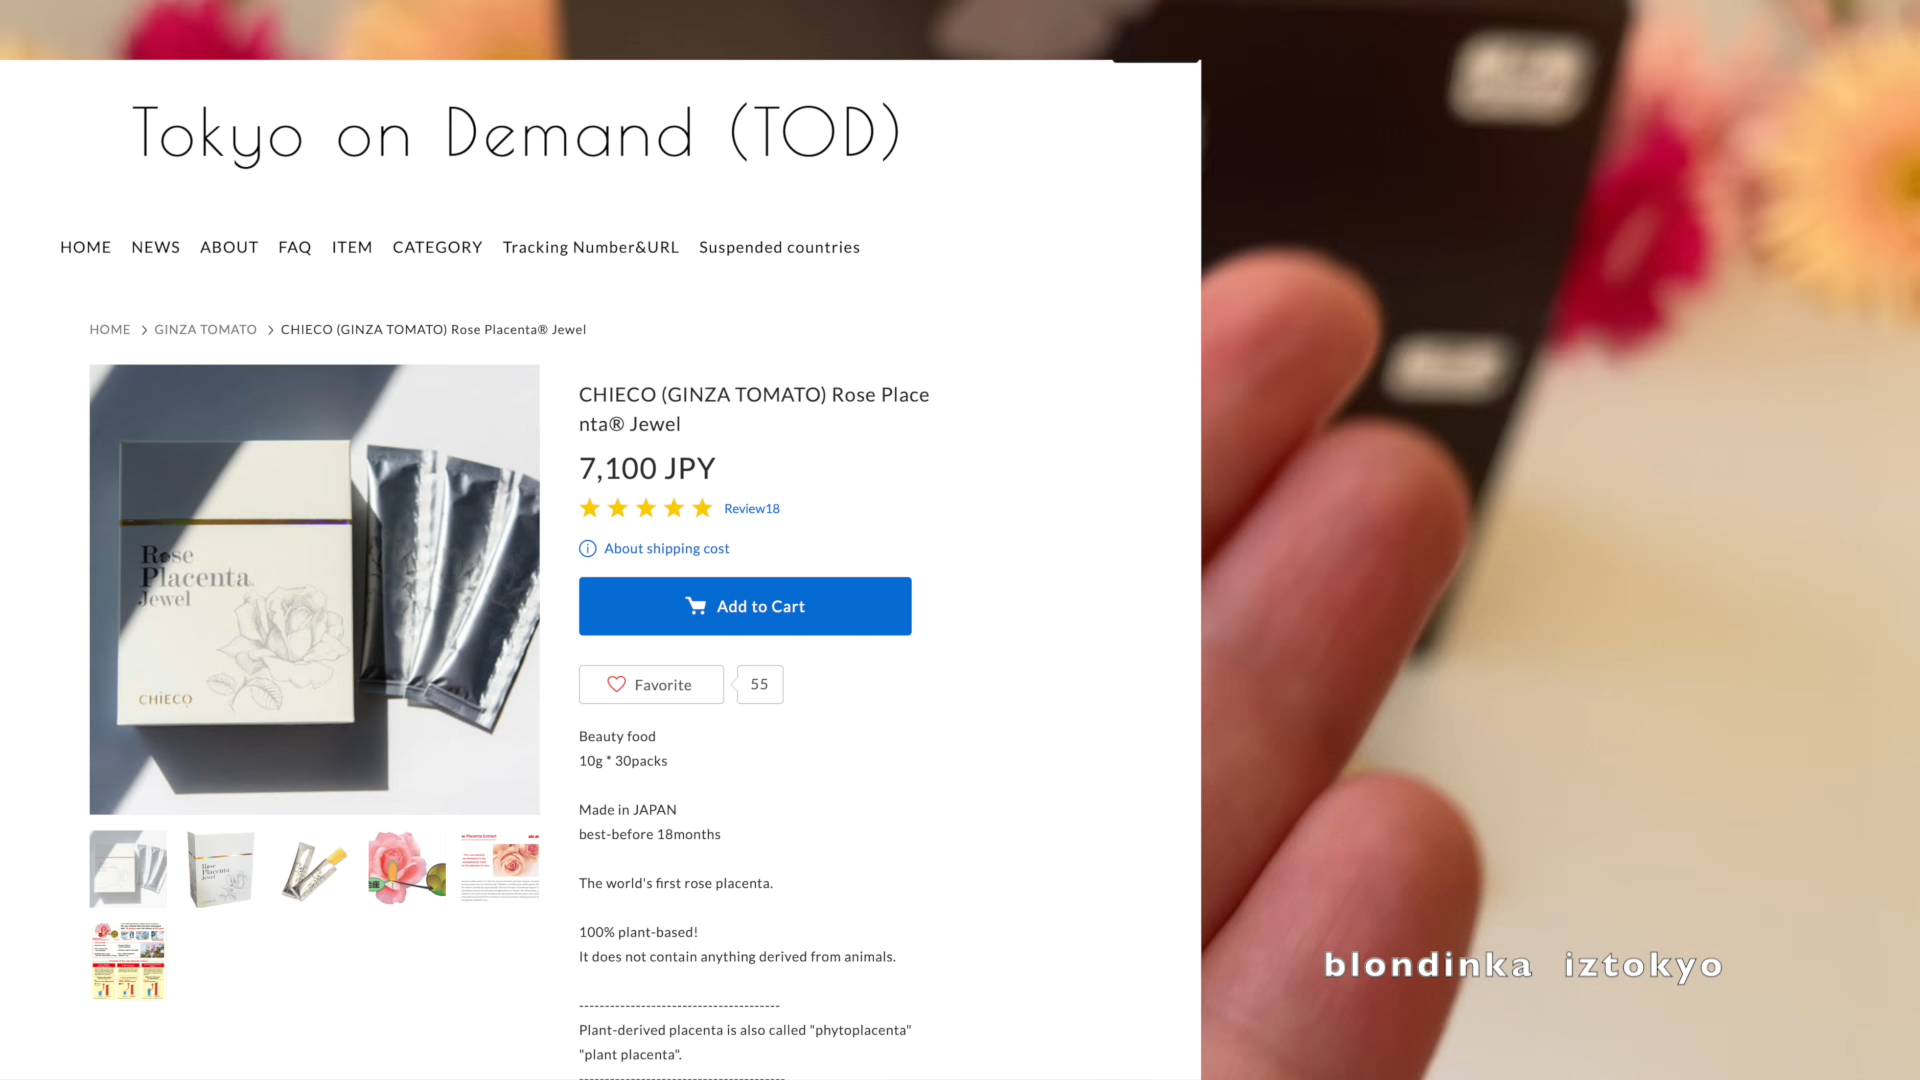 Tokyo on Demand (TOD)
HOME NEWS ABOUT FAQ ITEM CATEGORY Tracking Number&URL Suspended countries
HOME > GINZA TOMATO > CHIECO (GINZA TOMATO) Rose Placenta® Jewel
Rose
Placenta
Jewel
CHIECO
CHIECO (GINZA TOMATO) Rose Place
nta® Jewel
7,100 JPY
Review18
About shipping cost
Add to Cart
Favorite 55
Beauty food
10g * 30packs
Made in JAPAN
best-before 18months
The world's first rose placenta.
100% plant-based!
It does not contain anything derived from animals.
---------------------------------------
Plant-derived placenta is also called "phytoplacenta"
"plant placenta".
Rose
Placenta
Jewel
blondinka iztokyo